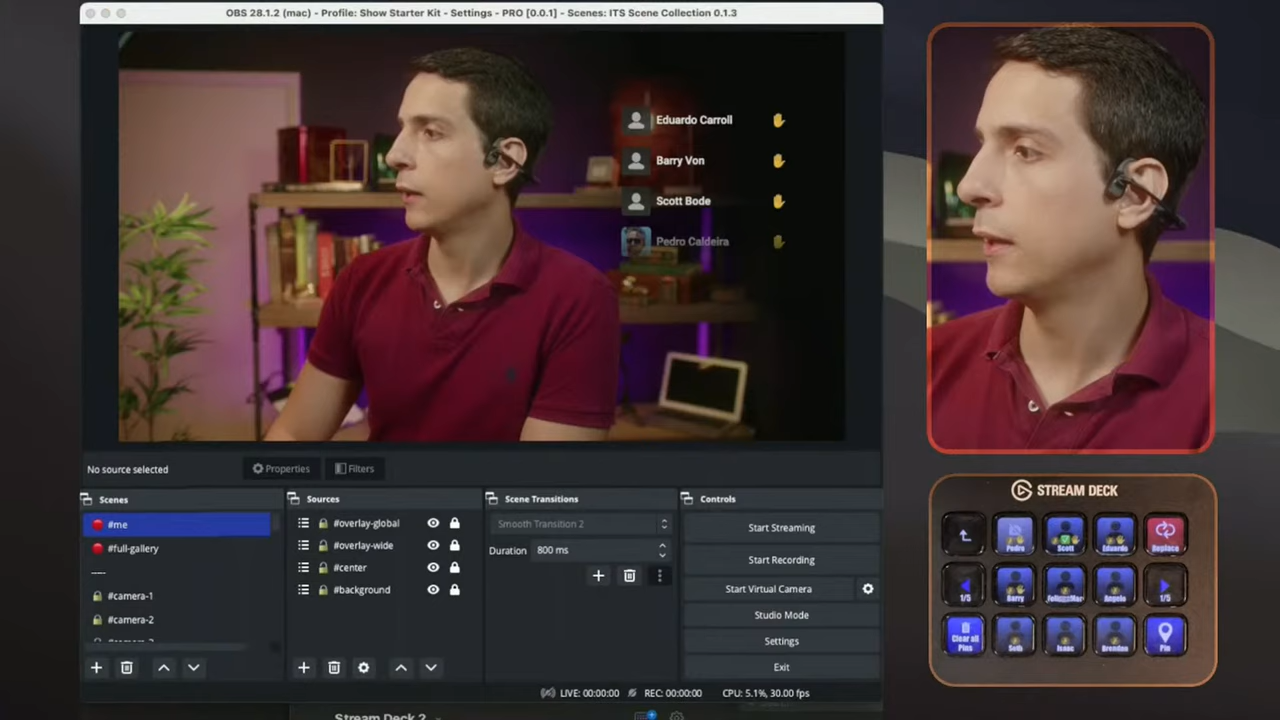 OBS 28.1.2 (mac) - Profile: Show Starter Kit - Settings - PRO [0.0.1] - Scenes: ITS Scene Collection 0.1.3
Eduardo Carroll
Barry Von
Scott Bode
Pedro Caldeira
No source selected
Properties
Filters
Scenes
#me
#full-gallery
#camera-1
#camera-2
Sources
#overlay-global
#overlay-wide
#center
#background
Scene Transitions
Smooth Transition 2
Duration
800 ms
Controls
Start Streaming
Start Recording
Start Virtual Camera
Studio Mode
Settings
Exit
LIVE: 00:00:00
REC: 00:00:00
CPU: 5.1%, 30.00 fps
STREAM DECK
Pedro
Scott
Eduardo
Replace
1/5
Barry
Angelo
1/5
Clear all
Pins
Seth
Isaac
Brendon
Pin
Stream Deck 2